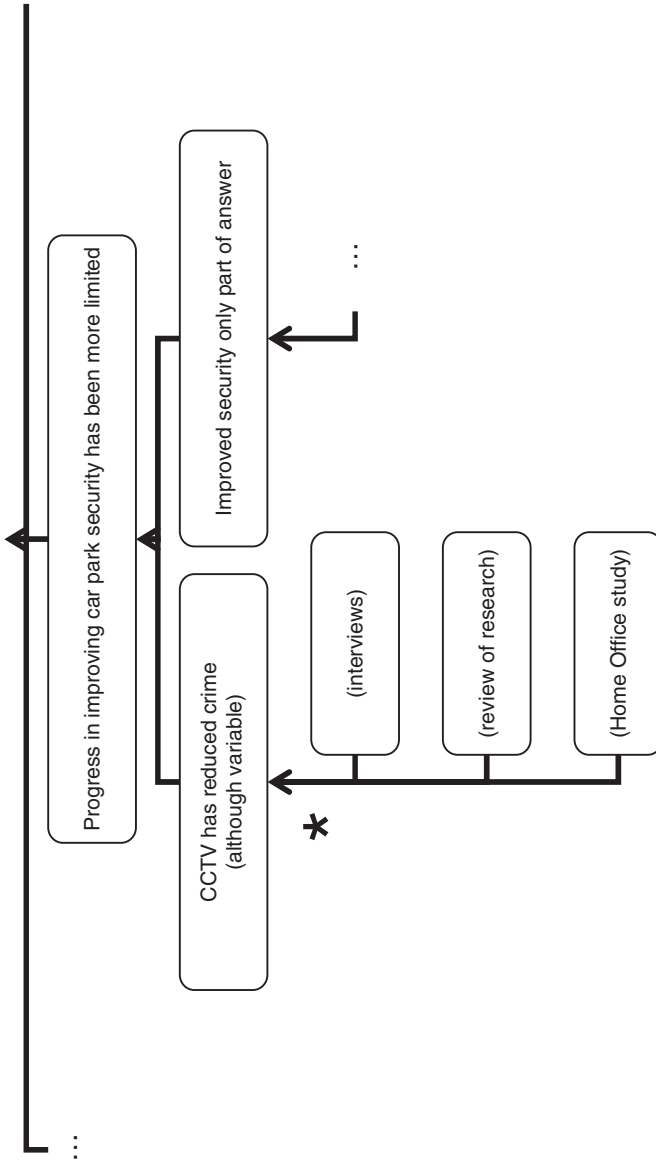 Progress in improving car park security has been more limited
CCTV has reduced crime
(although variable)
Improved security only part of answer
*
(interviews)
(review of research)
(Home Office study)
...
...